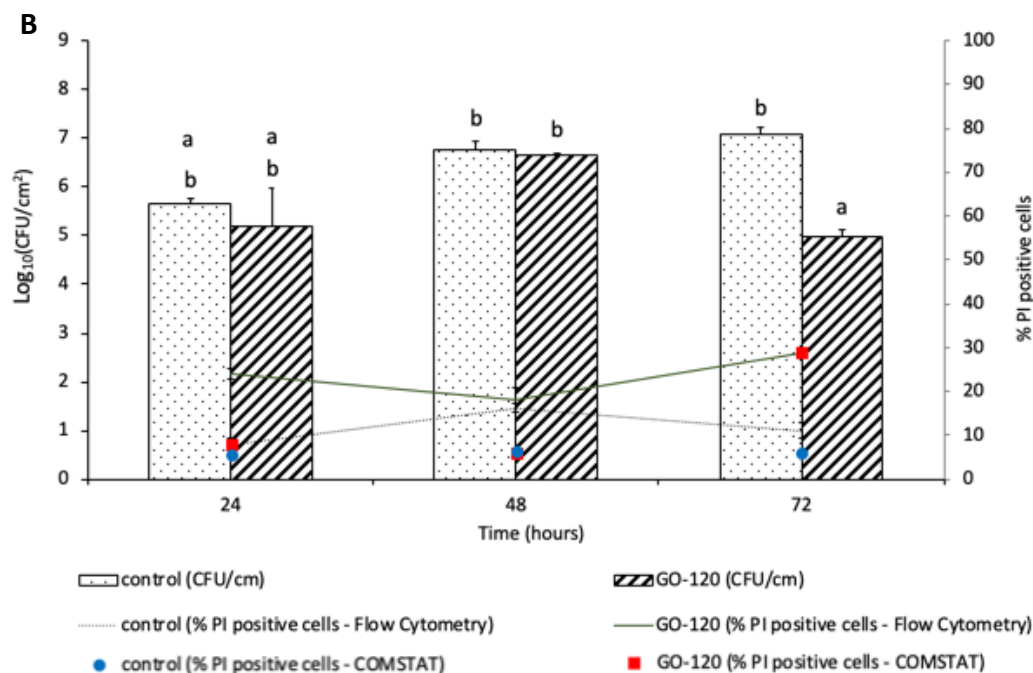 B
9
8
7
6
5
4
3
2
1
0
Log10(CFU/cm²)
a
b
a
b
b
b
b
a
100
90
80
70
60
50
40
30
20
10
0
% PI positive cells
24 48 72
Time (hours)
control (CFU/cm) GO-120 (CFU/cm)
control (% PI positive cells - Flow Cytometry) GO-120 (% PI positive cells - Flow Cytometry)
control (% PI positive cells - COMSTAT) GO-120 (% PI positive cells - COMSTAT)